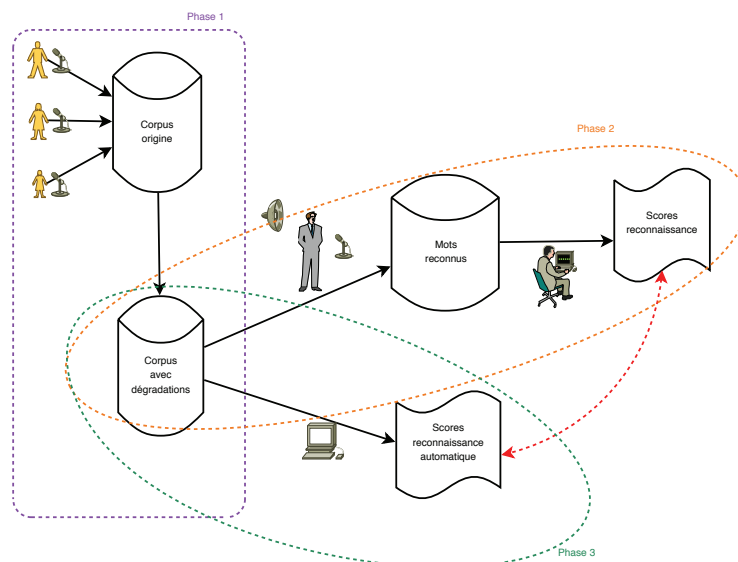 Phase 1
Corpus
origine
Phase 2
Scores
reconnaissance
Mots
reconnus
Corpus
avec
dégradations
Scores
reconnaissance
automatique
Phase 3